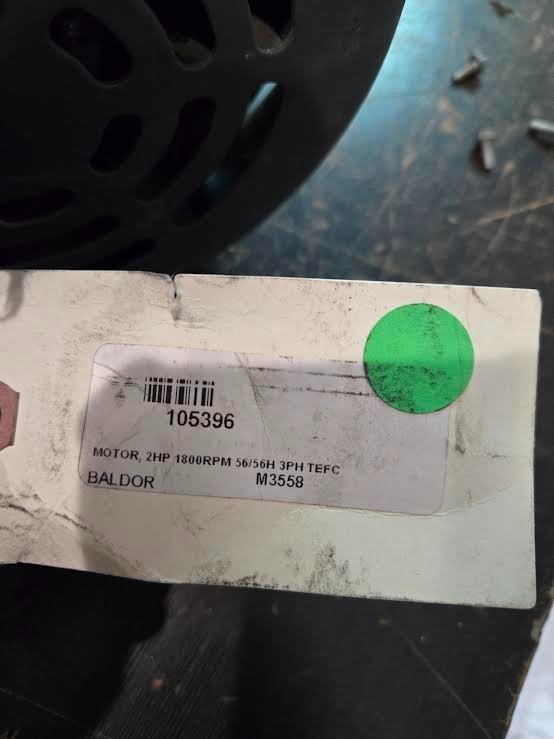 105396
MOTOR, 2HP 1800RPM 56/56H 3PH TEFC
BALDOR M3558